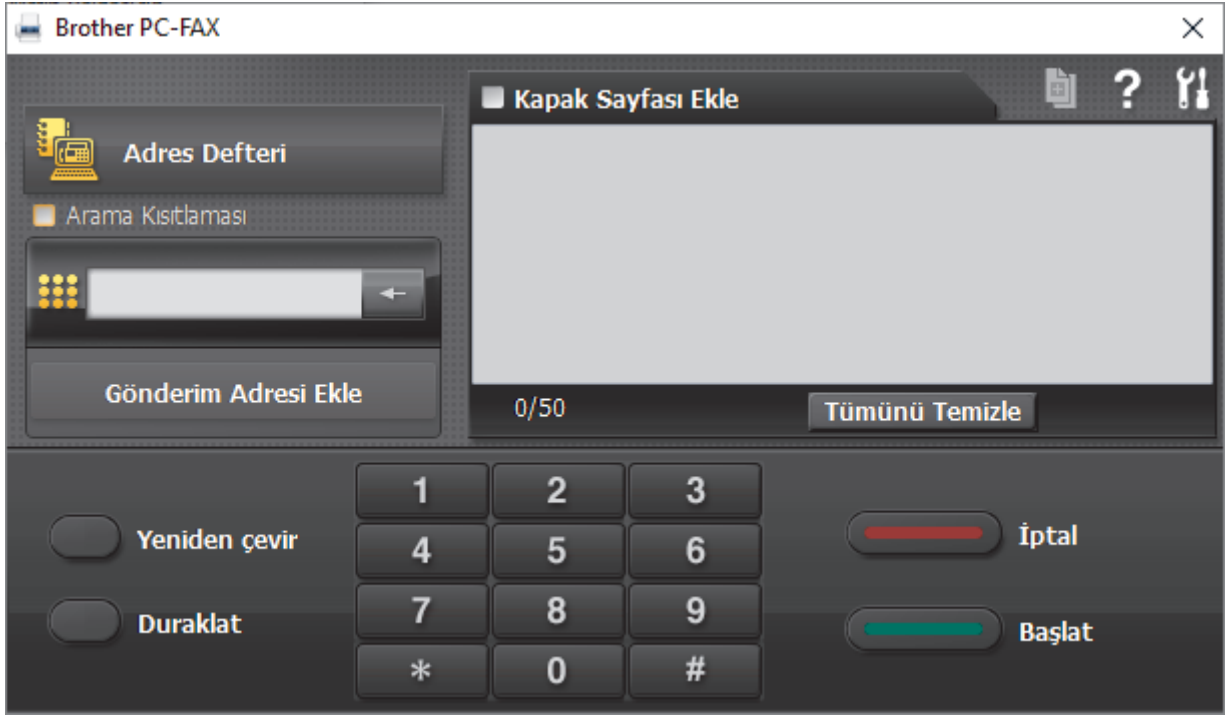 Brother PC-FAX
Adres Defteri
Arama Kısıtlaması
Gönderim Adresi Ekle
Kapak Sayfası Ekle
?
0/50
Tümünü Temizle
Yeniden çevir
Duraklat
1 2 3
4 5 6
7 8 9
* 0 #
İptal
Başlat